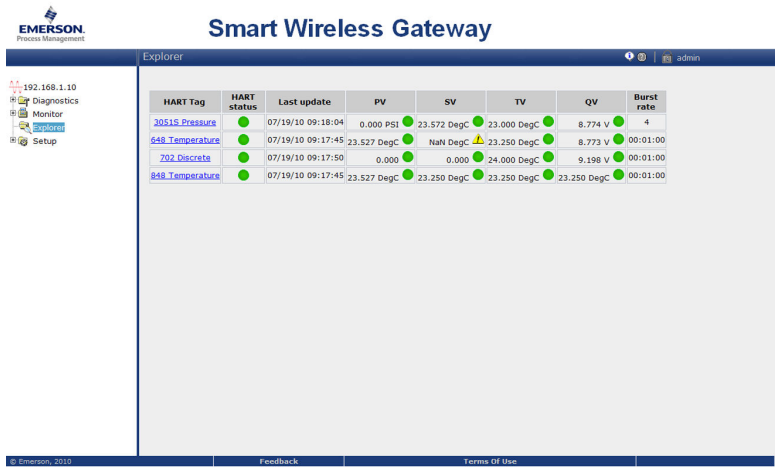 EMERSON.
Process Management
Smart Wireless Gateway
Explorer
admin
192.168.1.10
Diagnostics
Monitor
Explorer
Setup
HART Tag HART status Last update PV SV TV QV Burst rate
3051S Pressure 07/19/10 09:18:04 0.000 PSI 23.572 DegC 23.000 DegC 8.774 V 4
648 Temperature 07/19/10 09:17:45 23.527 DegC NaN DegC 23.250 DegC 8.773 V 00:01:00
702 Discrete 07/19/10 09:17:50 0.000 0.000 24.000 DegC 9.198 V 00:01:00
848 Temperature 07/19/10 09:17:45 23.527 DegC 23.250 DegC 23.250 DegC 23.250 DegC 00:01:00
© Emerson, 2010 Feedback Terms Of Use